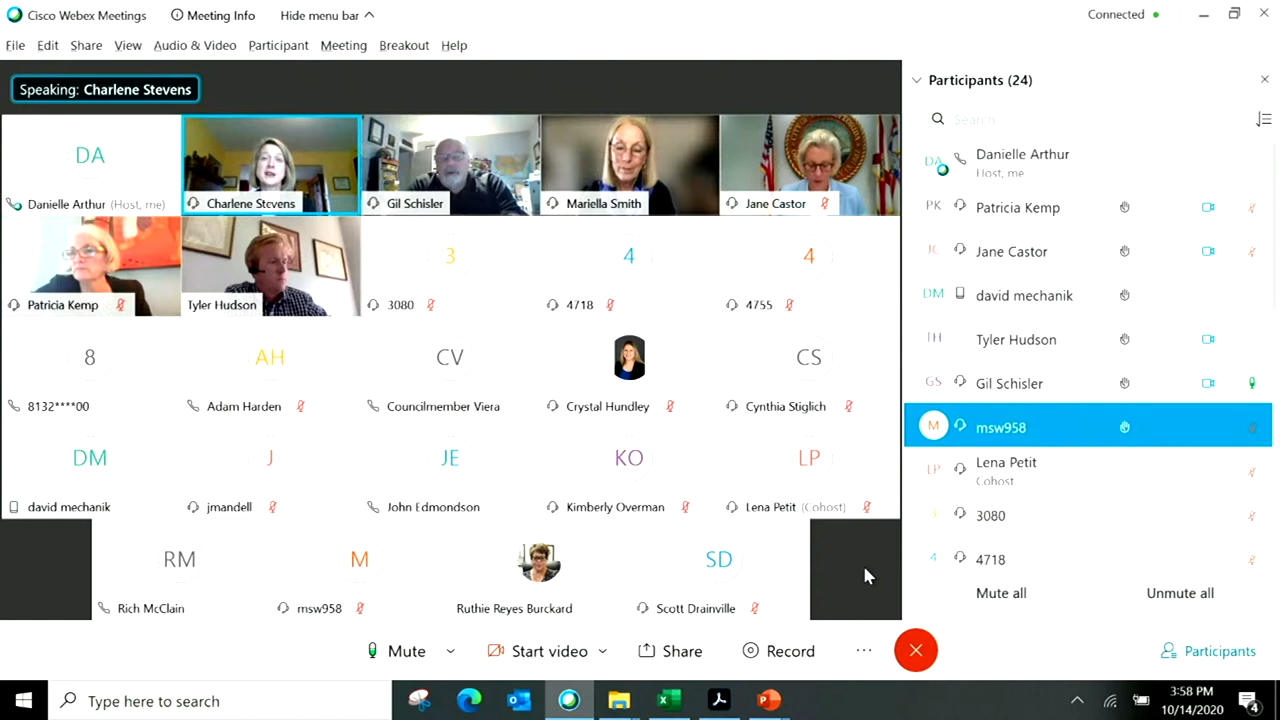 Cisco Webex Meetings Meeting Info Hide menu bar Connected
File Edit Share View Audio & Video Participant Meeting Breakout Help
Speaking: Charlene Stevens
DA
Danielle Arthur (Host, me) Charlene Stevens Gil Schisler Mariella Smith Jane Castor
3 4 4
Patricia Kemp Tyler Hudson 3080 4718 4755
8 AH CV CS
8132****00 Adam Harden Councilmember Viera Crystal Hundley Cynthia Stiglich
DM J JE KO LP
david mechanik jmandell John Edmondson Kimberly Overman Lena Petit (Cohost)
RM M SD
Rich McClain msw958 Ruthie Reyes Burckard Scott Drainville
Participants (24)
Search
DA Danielle Arthur
Host, me
PK Patricia Kemp
JC Jane Castor
DM david mechanik
TH Tyler Hudson
GS Gil Schisler
M msw958
LP Lena Petit
Cohost
3 3080
4 4718
Mute all Unmute all
Mute Start video Share Record ... Participants
Type here to search
3:58 PM
10/14/2020
4